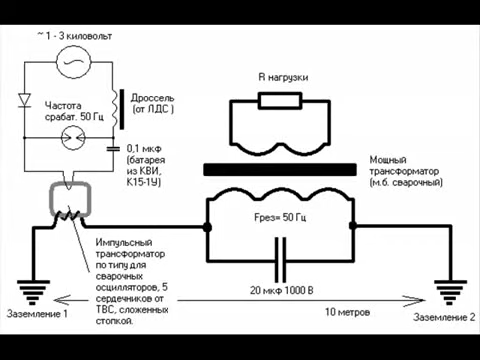 ~ 1 - 3 киловольт
Частота
срабат. 50 Гц
Дроссель
(от ЛДС )
0,1 мкф
(батарея
из КВИ,
К15-1У)
R нагрузки
Мощный
трансформатор
(м.б. сварочный)
Fрез= 50 Гц
Импульсный
трансформатор
по типу для
сварочных
осцилляторов, 5
сердечников от
ТВС, сложенных
стопкой.
20 мкф 1000 В
Заземление 1
10 метров
Заземление 2